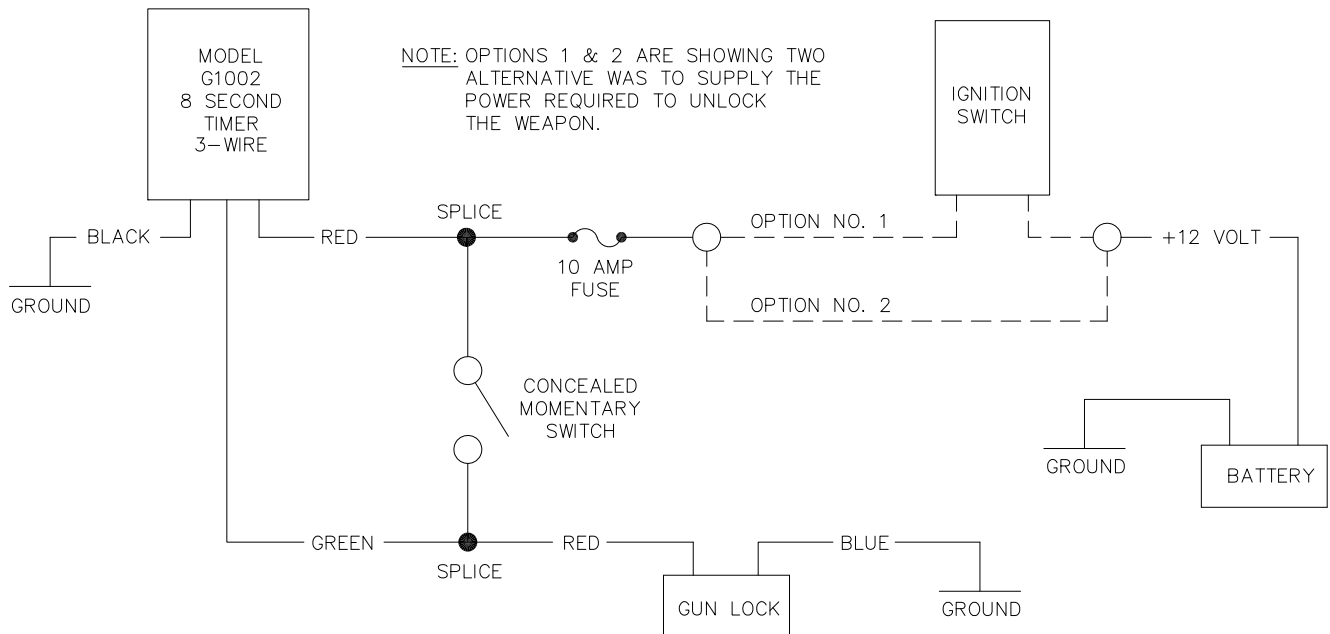 MODEL
G1002
8 SECOND
TIMER
3-WIRE
NOTE: OPTIONS 1 & 2 ARE SHOWING TWO
ALTERNATIVE WAS TO SUPPLY THE
POWER REQUIRED TO UNLOCK
THE WEAPON.
IGNITION
SWITCH
BLACK
GROUND
RED
SPLICE
10 AMP
FUSE
OPTION NO. 1
OPTION NO. 2
+12 VOLT
CONCEALED
MOMENTARY
SWITCH
GROUND
BATTERY
GREEN
SPLICE
RED
GUN LOCK
BLUE
GROUND